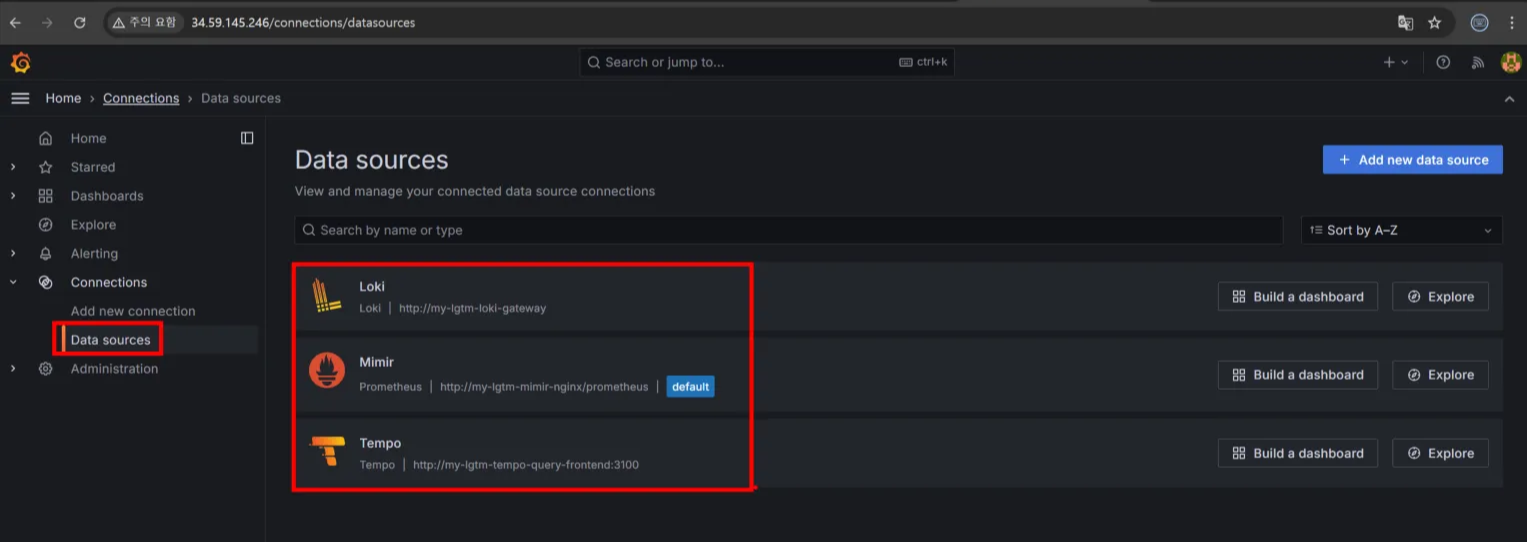 주의 요함 34.59.145.246/connections/datasources
Search or jump to... ctrl+k
Home › Connections › Data sources
Home
Starred
Dashboards
Explore
Alerting
Connections
Add new connection
Data sources
Administration
Data sources
Add new data source
View and manage your connected data source connections
Search by name or type
Sort by A–Z
Loki
Loki | http://my-lgtm-loki-gateway
Build a dashboard
Explore
Mimir
Prometheus | http://my-lgtm-mimir-nginx/prometheus | default
Build a dashboard
Explore
Tempo
Tempo | http://my-lgtm-tempo-query-frontend:3100
Build a dashboard
Explore